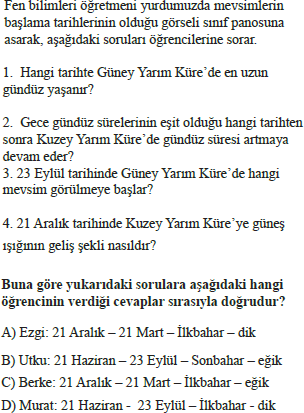 Fen bilimleri öğretmeni yurdumuzda mevsimlerin
başlama tarihlerinin olduğu görseli sınıf panosuna
asarak, aşağıdaki soruları öğrencilerine sorar.
1. Hangi tarihte Güney Yarım Küre’de en uzun
gündüz yaşanır?
2. Gece gündüz sürelerinin eşit olduğu hangi tarihten
sonra Kuzey Yarım Küre’de gündüz süresi artmaya
devam eder?
3. 23 Eylül tarihinde Güney Yarım Küre’de hangi
mevsim görülmeye başlar?
4. 21 Aralık tarihinde Kuzey Yarım Küre’ye güneş
ışığının geliş şekli nasıldır?
Buna göre yukarıdaki sorulara aşağıdaki hangi
öğrencinin verdiği cevaplar sırasıyla doğrudur?
A) Ezgi: 21 Aralık – 21 Mart – İlkbahar – dik
B) Utku: 21 Haziran – 23 Eylül – Sonbahar – eğik
C) Berke: 21 Aralık – 21 Mart – İlkbahar – eğik
D) Murat: 21 Haziran - 23 Eylül – İlkbahar - dik